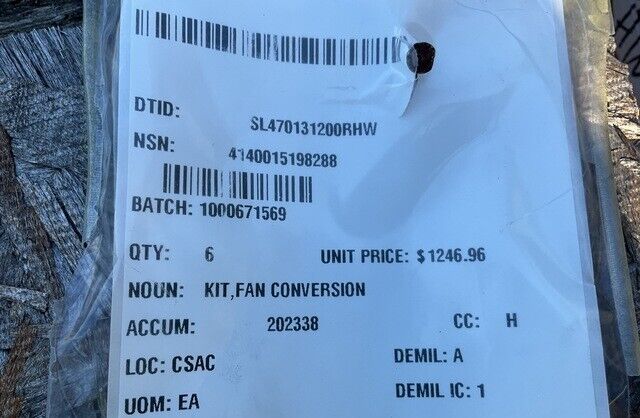 DTID: SL470131200RHW
NSN: 4140015198288
BATCH: 1000671569
QTY: 6 UNIT PRICE: $1246.96
NOUN: KIT,FAN CONVERSION
ACCUM: 202338 CC: H
LOC: CSAC DEMIL: A
UOM: EA DEMIL IC: 1